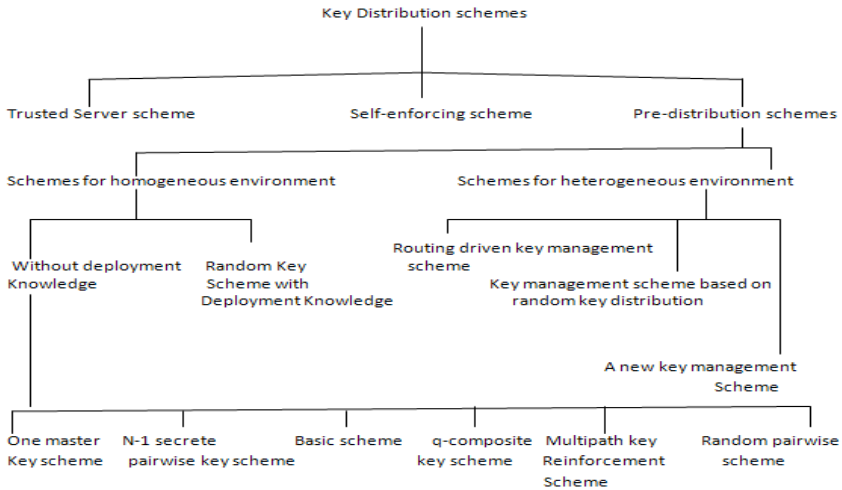 Key Distribution schemes
Trusted Server scheme
Self-enforcing scheme
Pre-distribution schemes
Schemes for homogeneous environment
Schemes for heterogeneous environment
Without deployment
Knowledge
Random Key
Scheme with
Deployment Knowledge
Routing driven key management
scheme
Key management scheme based on
random key distribution
A new key management
Scheme
One master
Key scheme
N-1 secrete
pairwise key scheme
Basic scheme
q-composite
key scheme
Multipath key
Reinforcement
Scheme
Random pairwise
scheme